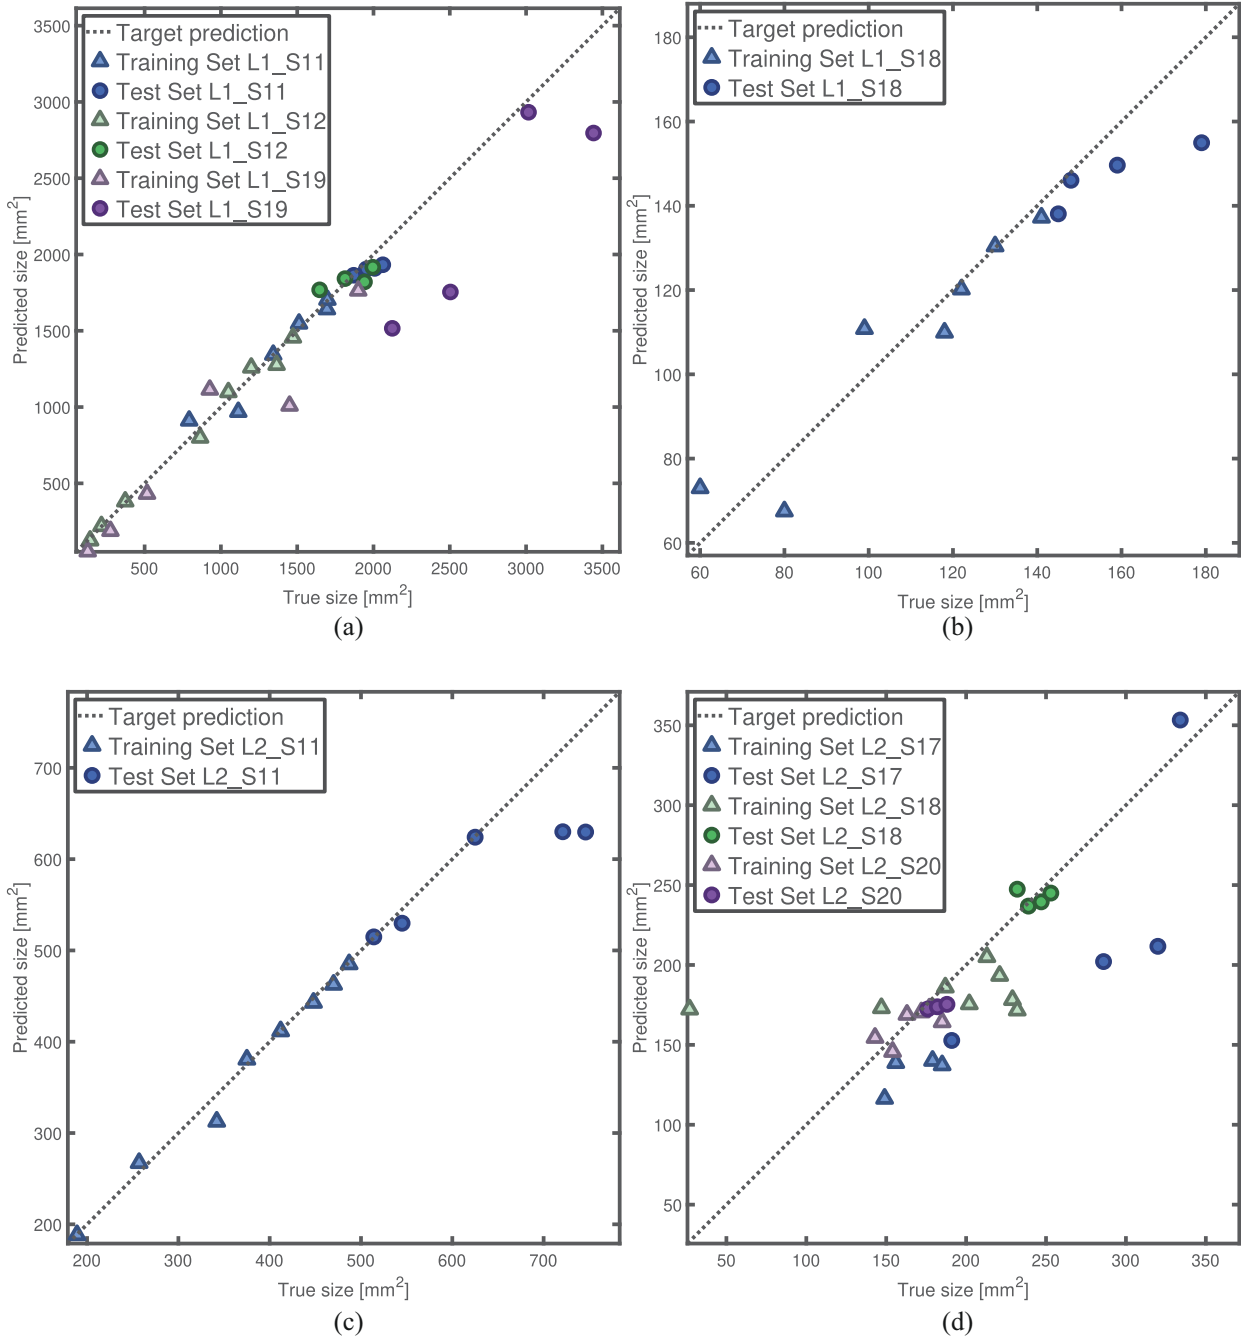 3500
3000
2500
2000
1500
1000
500
Predicted size [mm²]
Target prediction
Training Set L1_S11
Test Set L1_S11
Training Set L1_S12
Test Set L1_S12
Training Set L1_S19
Test Set L1_S19
500 1000 1500 2000 2500 3000 3500
True size [mm²]
(a)
180
160
140
120
100
80
60
Predicted size [mm²]
Target prediction
Training Set L1_S18
Test Set L1_S18
60 80 100 120 140 160 180
True size [mm²]
(b)
700
600
500
400
300
200
Predicted size [mm²]
Target prediction
Training Set L2_S11
Test Set L2_S11
200 300 400 500 600 700
True size [mm²]
(c)
350
300
250
200
150
100
50
Predicted size [mm²]
Target prediction
Training Set L2_S17
Test Set L2_S17
Training Set L2_S18
Test Set L2_S18
Training Set L2_S20
Test Set L2_S20
50 100 150 200 250 300 350
True size [mm²]
(d)